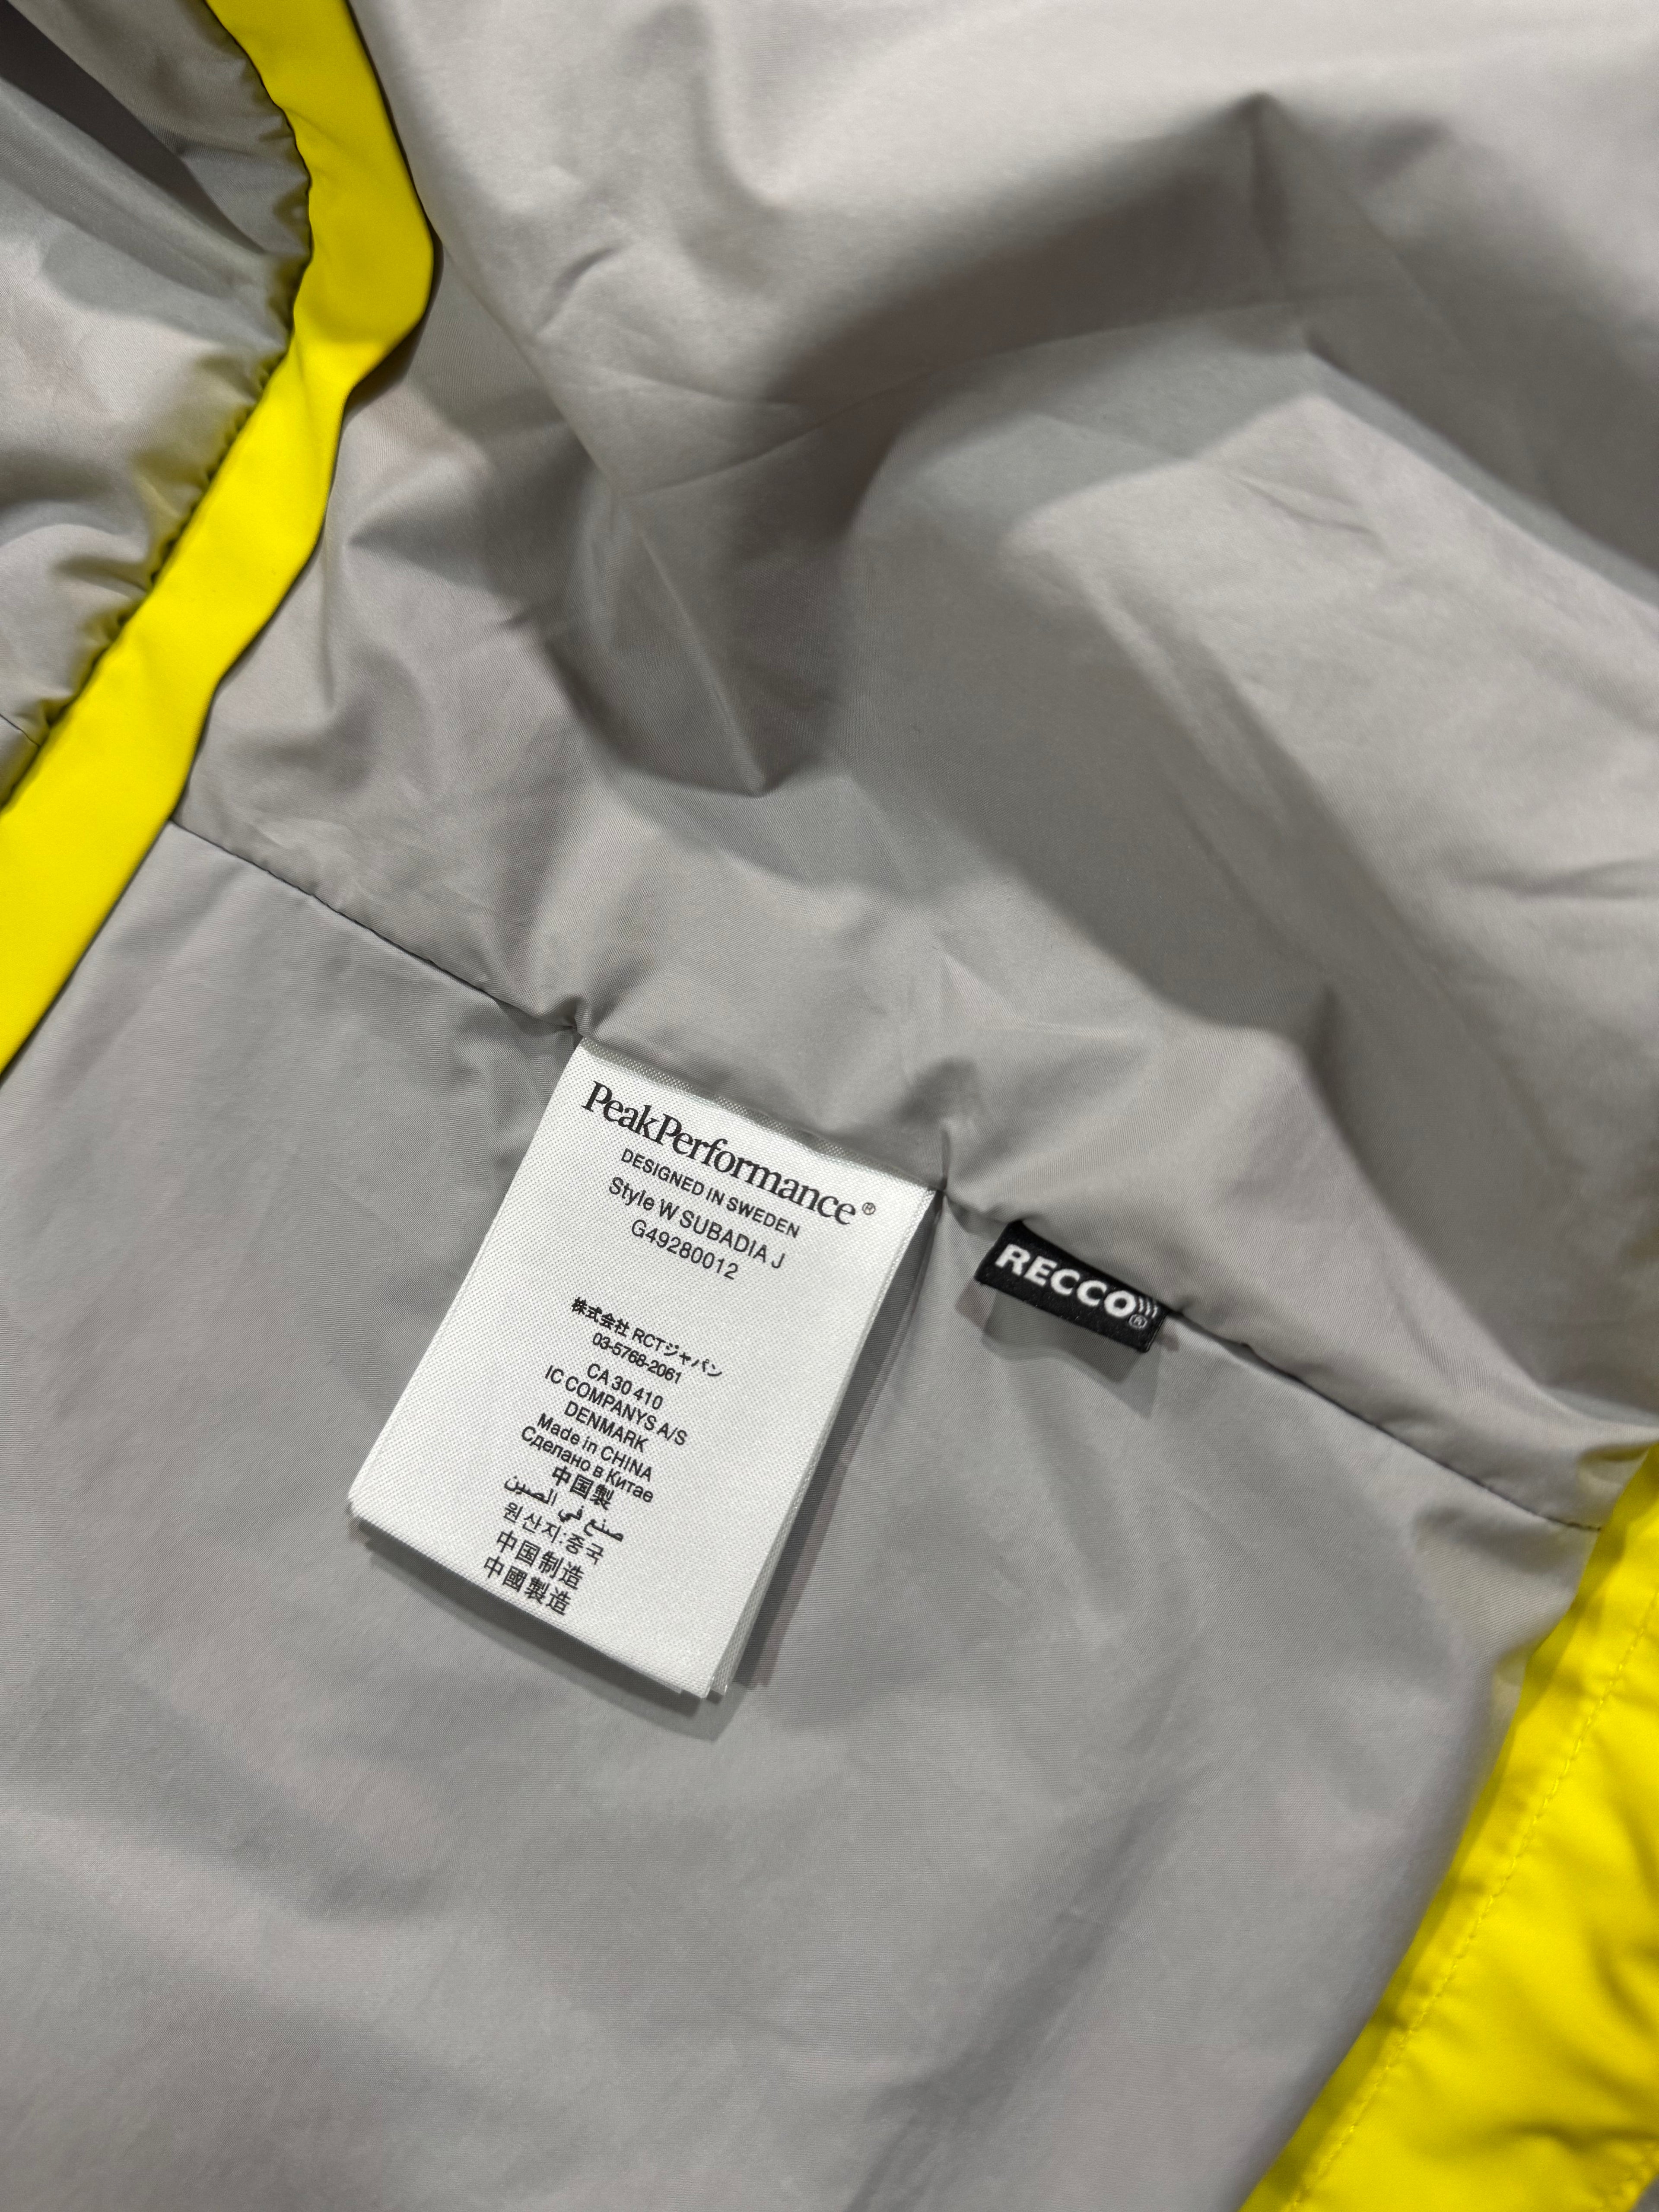 PeakPerformance®
DESIGNED IN SWEDEN
Style W SUBADIA J
G49280012
株式会社 RCTジャパン
03-5768-2061
CA 30 410
IC COMPANYS A/S
DENMARK
Made in CHINA
Сделано в Китае
中国製
صنع في الصين
원산지:중국
中国制造
中國製造
RECCO®